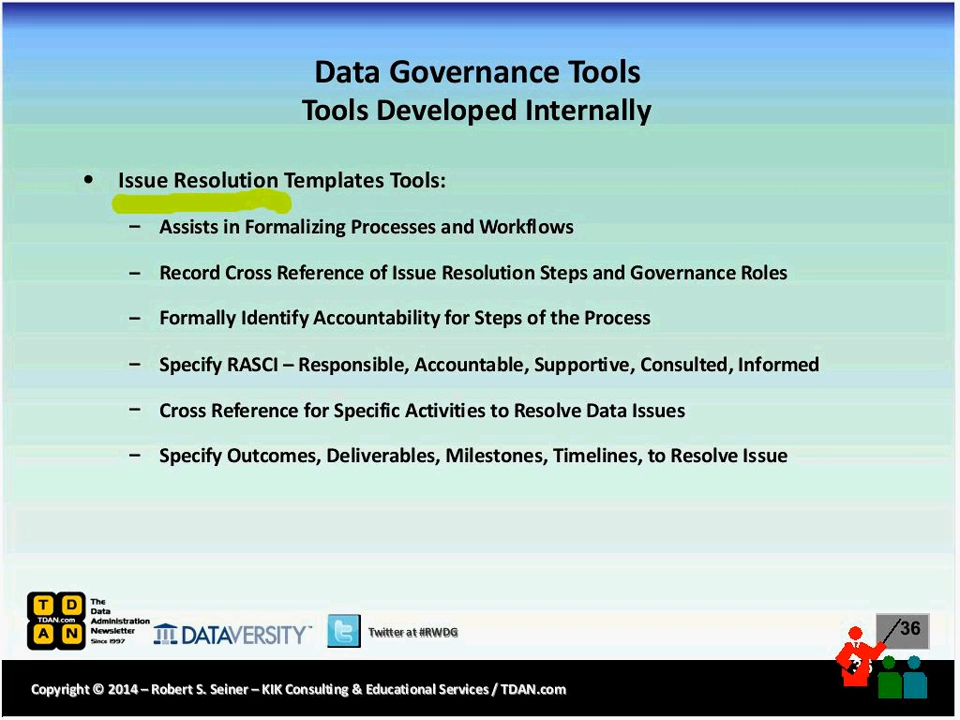 Data Governance Tools
Tools Developed Internally
• Issue Resolution Templates Tools:
– Assists in Formalizing Processes and Workflows
– Record Cross Reference of Issue Resolution Steps and Governance Roles
– Formally Identify Accountability for Steps of the Process
– Specify RASCI – Responsible, Accountable, Supportive, Consulted, Informed
– Cross Reference for Specific Activities to Resolve Data Issues
– Specify Outcomes, Deliverables, Milestones, Timelines, to Resolve Issue
T D
TDAN.com
A N
The
Data
Administration
Newsletter
Since 1997
DATAVERSITY™
Twitter at #RWDG
36
36
Copyright © 2014 – Robert S. Seiner – KIK Consulting & Educational Services / TDAN.com